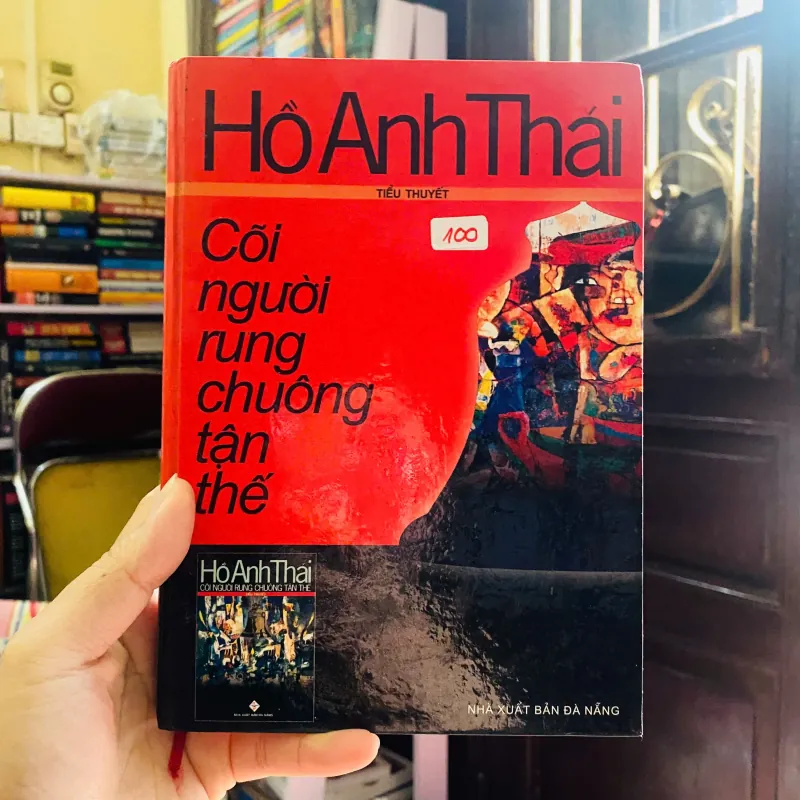 Hồ Anh Thái
TIỂU THUYẾT
100
Cõi
người
rung
chuông
tận
thế
Hồ Anh Thái
CÕI NGƯỜI RUNG CHUÔNG TẬN THẾ
NHÀ XUẤT BẢN ĐÀ NẴNG